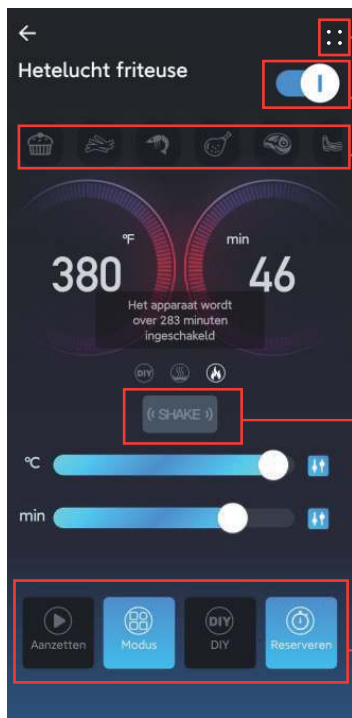 Hetelucht friteuse
°F
min
380
46
Het apparaat wordt
over 283 minuten
ingeschakeld
DIY
SHAKE
°C
min
DIY
Aanzetten
Modus
DIY
Reserveren